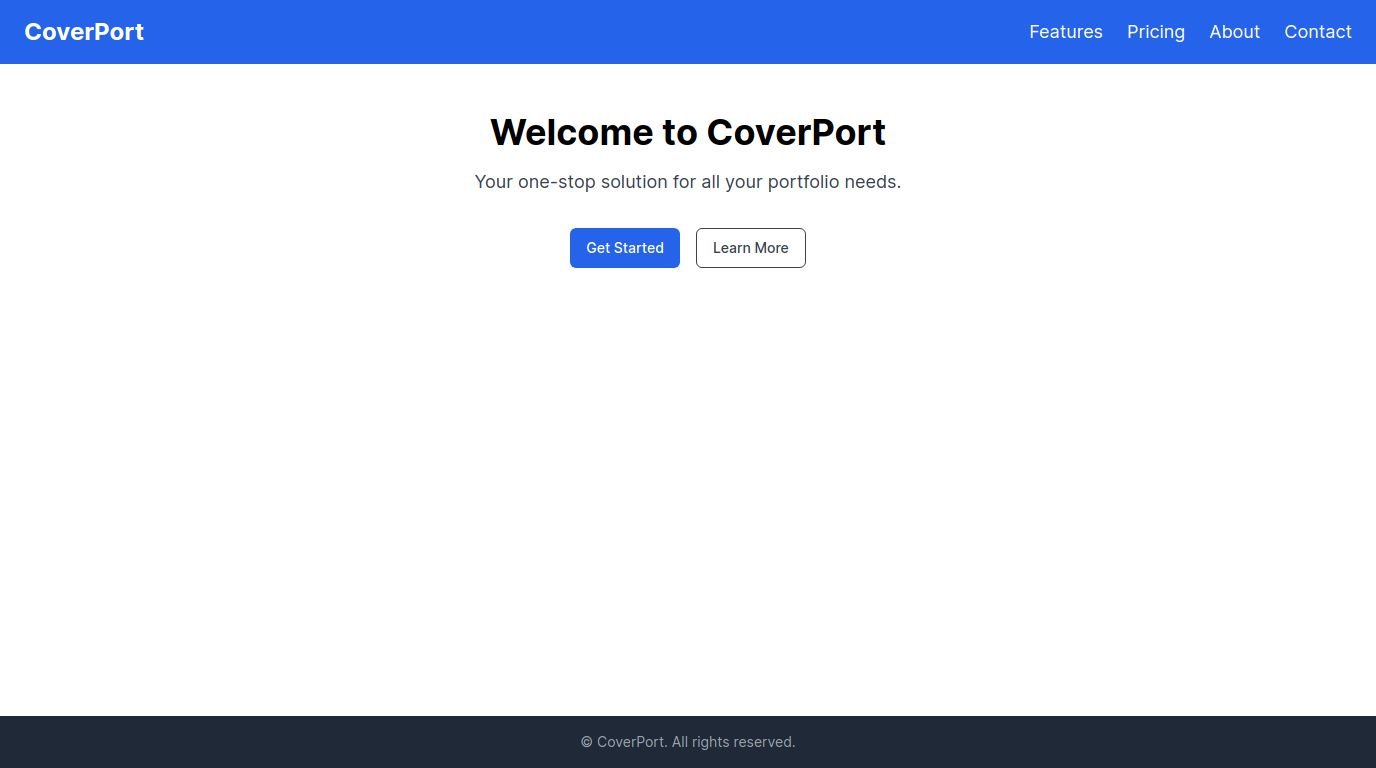 CoverPort
Features Pricing About Contact
Welcome to CoverPort
Your one-stop solution for all your portfolio needs.
Get Started Learn More
© CoverPort. All rights reserved.